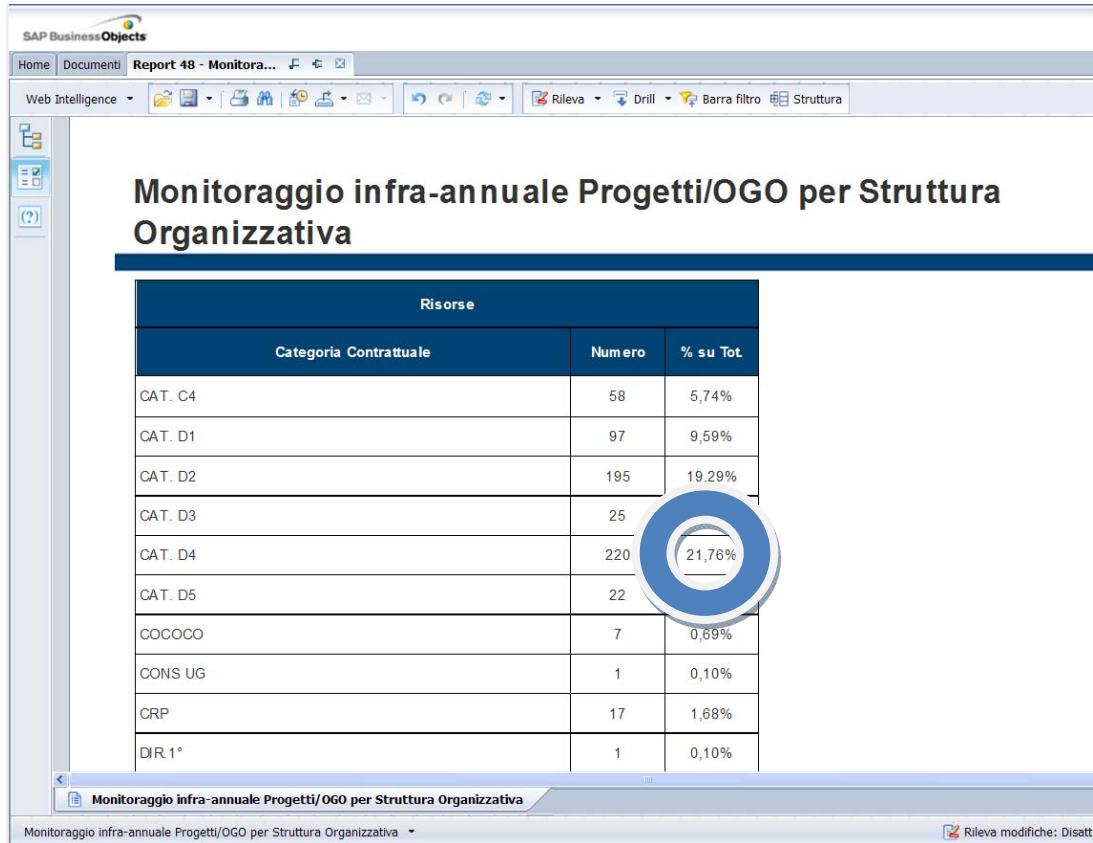 SAP BusinessObjects
Home Documenti Report 48 - Monitora...
Web Intelligence Rileva Drill Barra filtro Struttura
(?)
Monitoraggio infra-annuale Progetti/OGO per Struttura
Organizzativa
Risorse
Categoria Contrattuale Numero % su Tot.
CAT. C4 58 5,74%
CAT. D1 97 9,59%
CAT. D2 195 19,29%
CAT. D3 25
CAT. D4 220 21,76%
CAT. D5 22
COCOCO 7 0,69%
CONS UG 1 0,10%
CRP 17 1,68%
DIR.1° 1 0,10%
Monitoraggio infra-annuale Progetti/OGO per Struttura Organizzativa
Monitoraggio infra-annuale Progetti/OGO per Struttura Organizzativa Rileva modifiche: Disatt